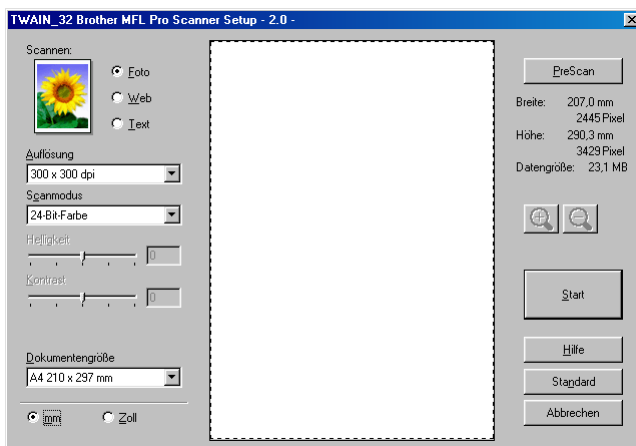 TWAIN_32 Brother MFL Pro Scanner Setup - 2.0 -
Scannen:
Foto
Web
Text
Auflösung
300 x 300 dpi
Scanmodus
24-Bit-Farbe
Helligkeit
0
Kontrast
0
Dokumentengröße
A4 210 x 297 mm
mm
Zoll
PreScan
Breite: 207,0 mm
2445 Pixel
Höhe: 290,3 mm
3429 Pixel
Datengröße: 23,1 MB
Start
Hilfe
Standard
Abbrechen